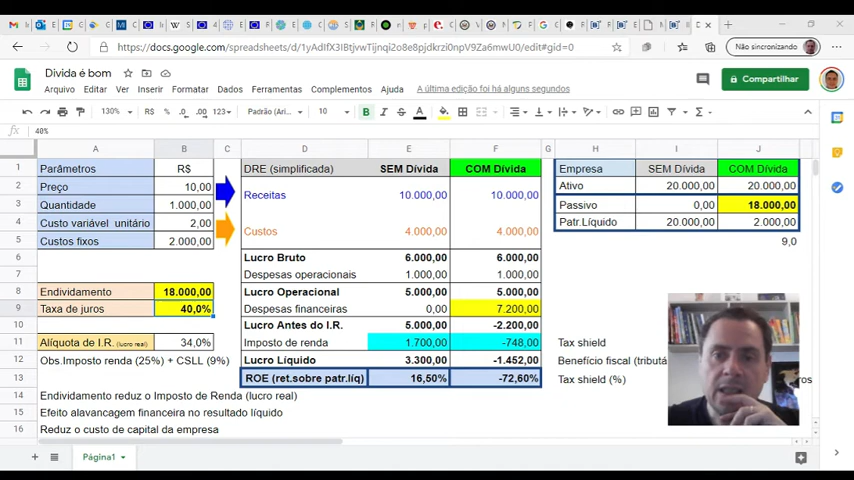 https://docs.google.com/spreadsheets/d/1yAdIfX3IBtjvwTijnqi2o8e8pjdkrzi0npV9Za6mwU0/edit#gid=0
Não sincronizando
Divida é bom
Arquivo Editar Ver Inserir Formatar Dados Ferramentas Complementos Ajuda A última edição foi há alguns segundos
Compartilhar
130% R$ % .0 .00 123 Padrão (Ari... 10 B I S A
fx 40%
A B C D E F G H I J
1 Parâmetros R$ DRE (simplificada) SEM Dívida COM Dívida Empresa SEM Dívida COM Dívida
2 Preço 10,00 Receitas 10.000,00 10.000,00 Ativo 20.000,00 20.000,00
3 Quantidade 1.000,00 Passivo 0,00 18.000,00
4 Custo variável unitário 2,00 Custos 4.000,00 4.000,00 Patr.Líquido 20.000,00 2.000,00
5 Custos fixos 2.000,00 9,0
6 Lucro Bruto 6.000,00 6.000,00
7 Despesas operacionais 1.000,00 1.000,00
8 Endividamento 18.000,00 Lucro Operacional 5.000,00 5.000,00
9 Taxa de juros 40,0% Despesas financeiras 0,00 7.200,00
10 Lucro Antes do I.R. 5.000,00 -2.200,00
11 Alíquota de I.R. (lucro real) 34,0% Imposto de renda 1.700,00 -748,00 Tax shield
12 Obs.Imposto renda (25%) + CSLL (9%) Lucro Líquido 3.300,00 -1.452,00 Benefício fiscal (tributá
13 ROE (ret.sobre patr.líq) 16,50% -72,60% Tax shield (%) ros
14 Endividamento reduz o Imposto de Renda (lucro real)
15 Efeito alavancagem financeira no resultado líquido
16 Reduz o custo de capital da empresa
Página1